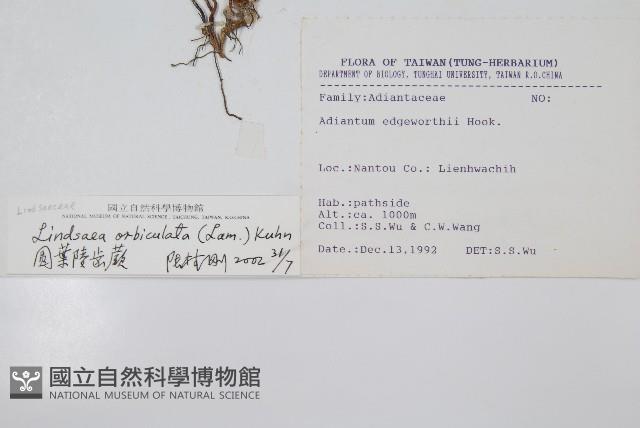 FLORA OF TAIWAN(TUNG-HERBARIUM)
DEPARTMENT OF BIOLOGY, TUNGHAI UNIVERSITY, TAIWAN R.O.CHINA
Family:Adiantaceae NO:
Adiantum edgeworthii Hook.
Loc.:Nantou Co.: Lienhwachih
Hab.:pathside
Alt.:ca. 1000m
Coll.:S.S.Wu & C.W.Wang
Date.:Dec.13,1992 DET:S.S.Wu
Lindsaeaceae
國立自然科學博物館
NATIONAL MUSEUM OF NATURAL SCIENCE, TAICHUNG, TAIWAN, R.O.CHINA
Lindsaea orbiculata (Lam.) Kuhn
圓葉陵齿蕨 2002 31/7
國立自然科學博物館
NATIONAL MUSEUM OF NATURAL SCIENCE